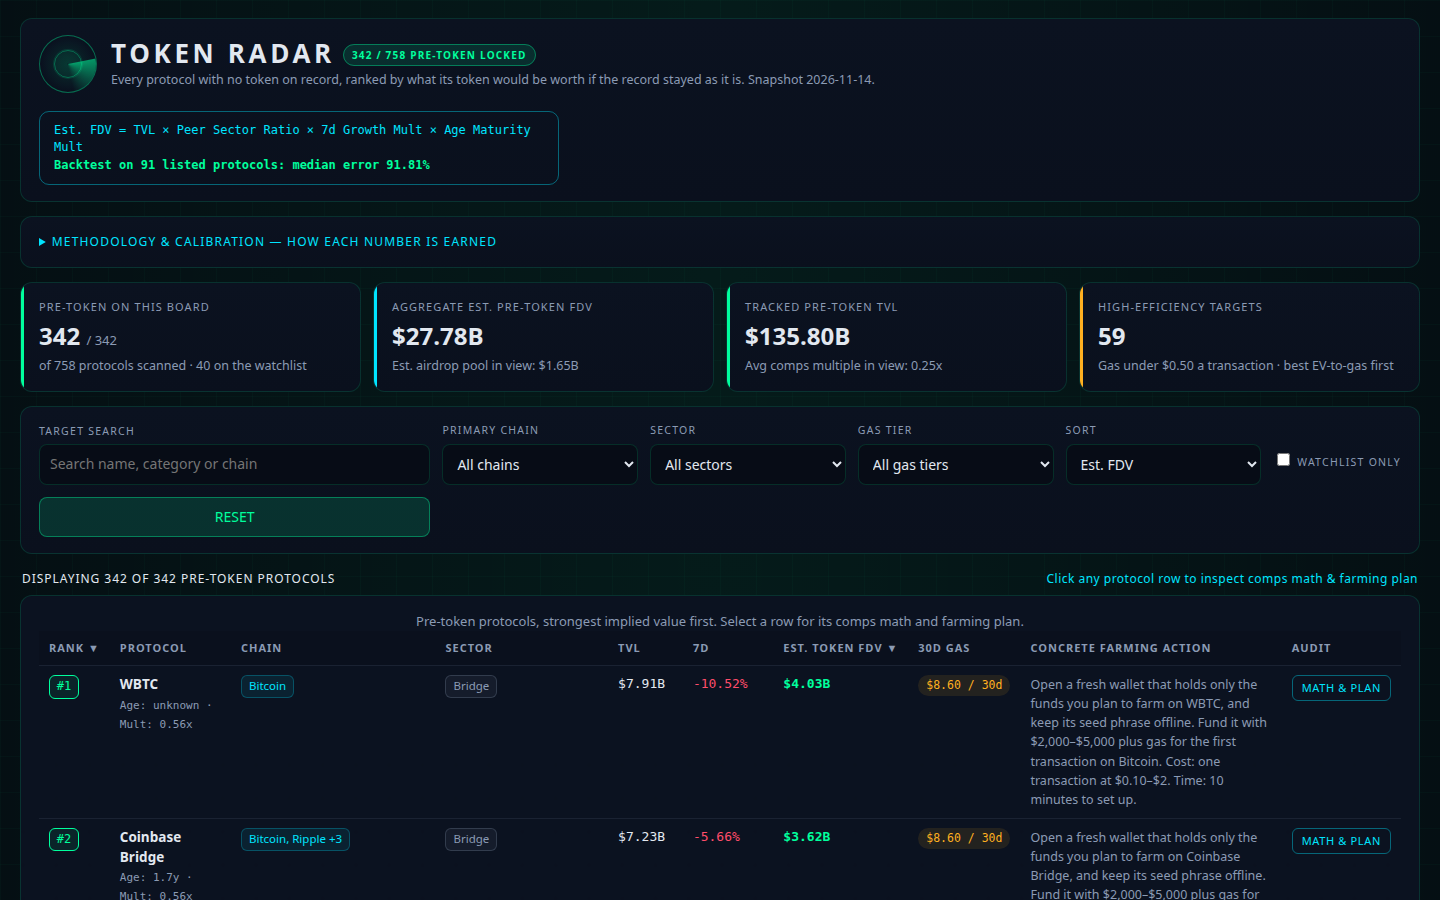 TOKEN RADAR
342 / 758 PRE-TOKEN LOCKED
Every protocol with no token on record, ranked by what its token would be worth if the record stayed as it is. Snapshot 2026-11-14.
Est. FDV = TVL × Peer Sector Ratio × 7d Growth Mult × Age Maturity
Mult
Backtest on 91 listed protocols: median error 91.81%
▶ METHODOLOGY & CALIBRATION — HOW EACH NUMBER IS EARNED
PRE-TOKEN ON THIS BOARD
342 / 342
of 758 protocols scanned · 40 on the watchlist
AGGREGATE EST. PRE-TOKEN FDV
$27.78B
Est. airdrop pool in view: $1.65B
TRACKED PRE-TOKEN TVL
$135.80B
Avg comps multiple in view: 0.25x
HIGH-EFFICIENCY TARGETS
59
Gas under $0.50 a transaction · best EV-to-gas first
TARGET SEARCH
Search name, category or chain
PRIMARY CHAIN
All chains
SECTOR
All sectors
GAS TIER
All gas tiers
SORT
Est. FDV
WATCHLIST ONLY
RESET
DISPLAYING 342 OF 342 PRE-TOKEN PROTOCOLS
Click any protocol row to inspect comps math & farming plan
Pre-token protocols, strongest implied value first. Select a row for its comps math and farming plan.
RANK ▼ PROTOCOL CHAIN SECTOR TVL 7D EST. TOKEN FDV ▼ 30D GAS CONCRETE FARMING ACTION AUDIT
#1
WBTC
Age: unknown ·
Mult: 0.56x
Bitcoin
Bridge
$7.91B
-10.52%
$4.03B
$8.60 / 30d
Open a fresh wallet that holds only the
funds you plan to farm on WBTC, and
keep its seed phrase offline. Fund it with
$2,000–$5,000 plus gas for the first
transaction on Bitcoin. Cost: one
transaction at $0.10–$2. Time: 10
minutes to set up.
MATH & PLAN
#2
Coinbase
Bridge
Age: 1.7y ·
Mult: 0.56x
Bitcoin, Ripple +3
Bridge
$7.23B
-5.66%
$3.62B
$8.60 / 30d
Open a fresh wallet that holds only the
funds you plan to farm on Coinbase
Bridge, and keep its seed phrase offline.
Fund it with $2,000–$5,000 plus gas for
MATH & PLAN